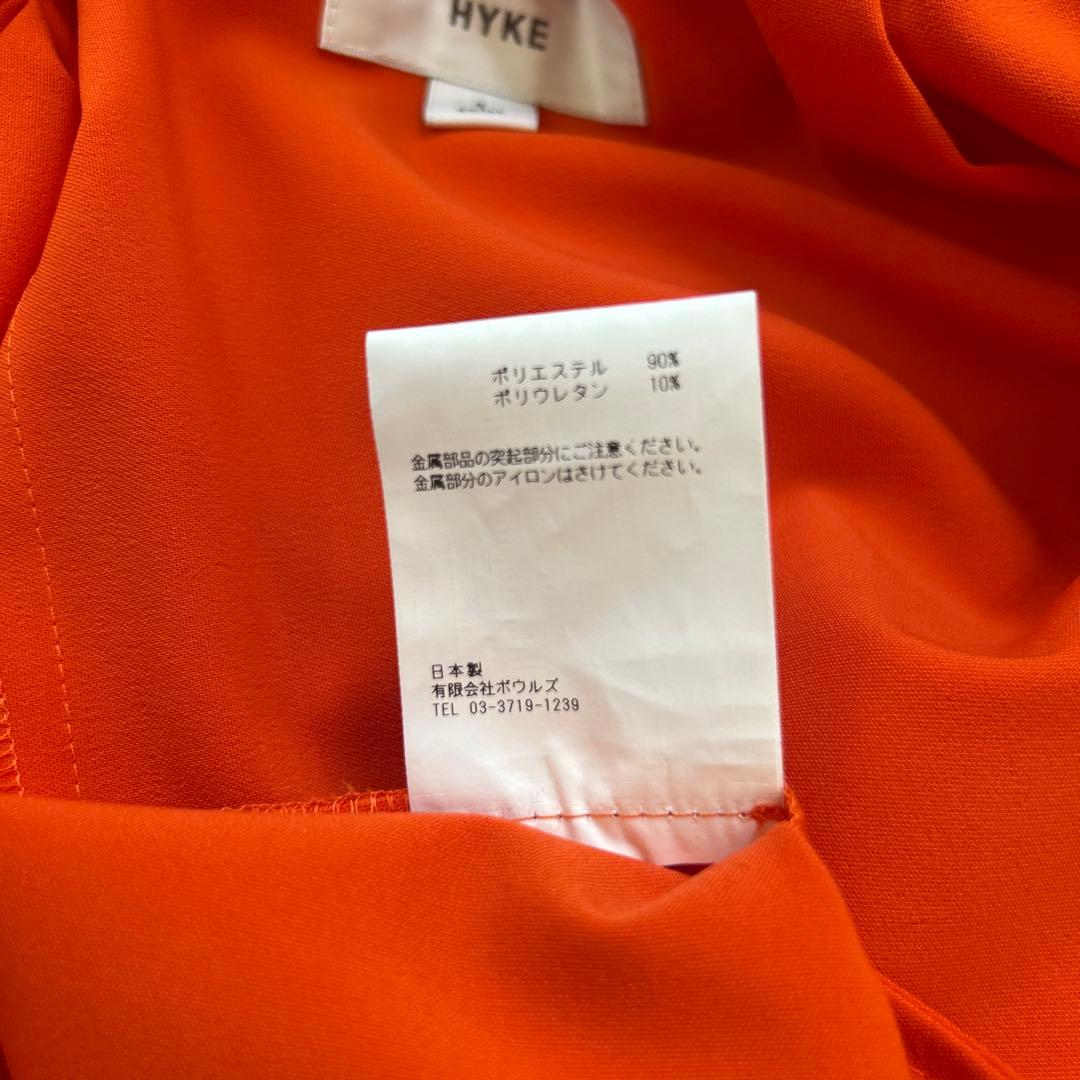 HYKE
ポリエステル 90%
ポリウレタン 10%
金属部品の突起部分にご注意ください。
金属部分のアイロンはさけてください。
日本製
有限会社ボウルズ
TEL 03-3719-1239